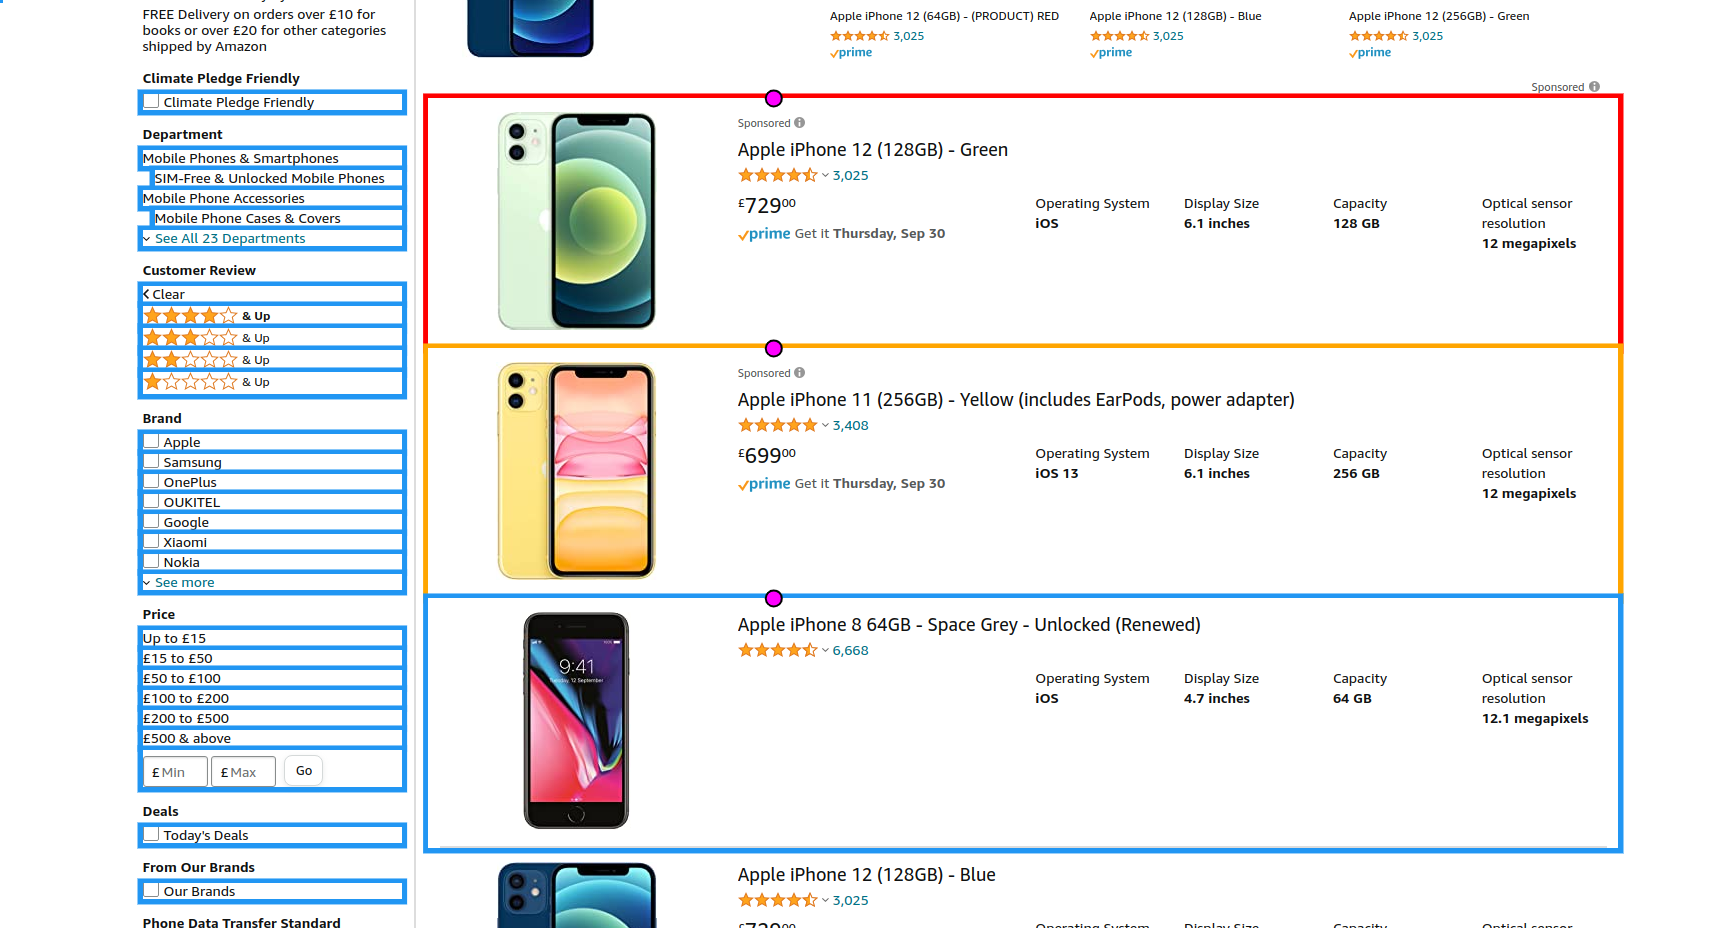 FREE Delivery on orders over £10 for
books or over £20 for other categories
shipped by Amazon
Climate Pledge Friendly
Climate Pledge Friendly
Department
Mobile Phones & Smartphones
SIM-Free & Unlocked Mobile Phones
Mobile Phone Accessories
Mobile Phone Cases & Covers
See All 23 Departments
Customer Review
Clear
& Up
& Up
& Up
& Up
Brand
Apple
Samsung
OnePlus
OUKITEL
Google
Xiaomi
Nokia
See more
Price
Up to £15
£15 to £50
£50 to £100
£100 to £200
£200 to £500
£500 & above
£ Min £ Max Go
Deals
Today's Deals
From Our Brands
Our Brands
Phone Data Transfer Standard
Apple iPhone 12 (64GB) - (PRODUCT) RED
3,025
prime
Apple iPhone 12 (128GB) - Blue
3,025
prime
Apple iPhone 12 (256GB) - Green
3,025
prime
Sponsored
Sponsored
Apple iPhone 12 (128GB) - Green
3,025
£72900
prime Get it Thursday, Sep 30
Operating System
iOS
Display Size
6.1 inches
Capacity
128 GB
Optical sensor
resolution
12 megapixels
Sponsored
Apple iPhone 11 (256GB) - Yellow (includes EarPods, power adapter)
3,408
£69900
prime Get it Thursday, Sep 30
Operating System
iOS 13
Display Size
6.1 inches
Capacity
256 GB
Optical sensor
resolution
12 megapixels
Apple iPhone 8 64GB - Space Grey - Unlocked (Renewed)
6,668
9:41
Tuesday, 12 September
Operating System
iOS
Display Size
4.7 inches
Capacity
64 GB
Optical sensor
resolution
12.1 megapixels
Apple iPhone 12 (128GB) - Blue
3,025
£72900
Operating System
Display Size
Capacity
Optical sensor